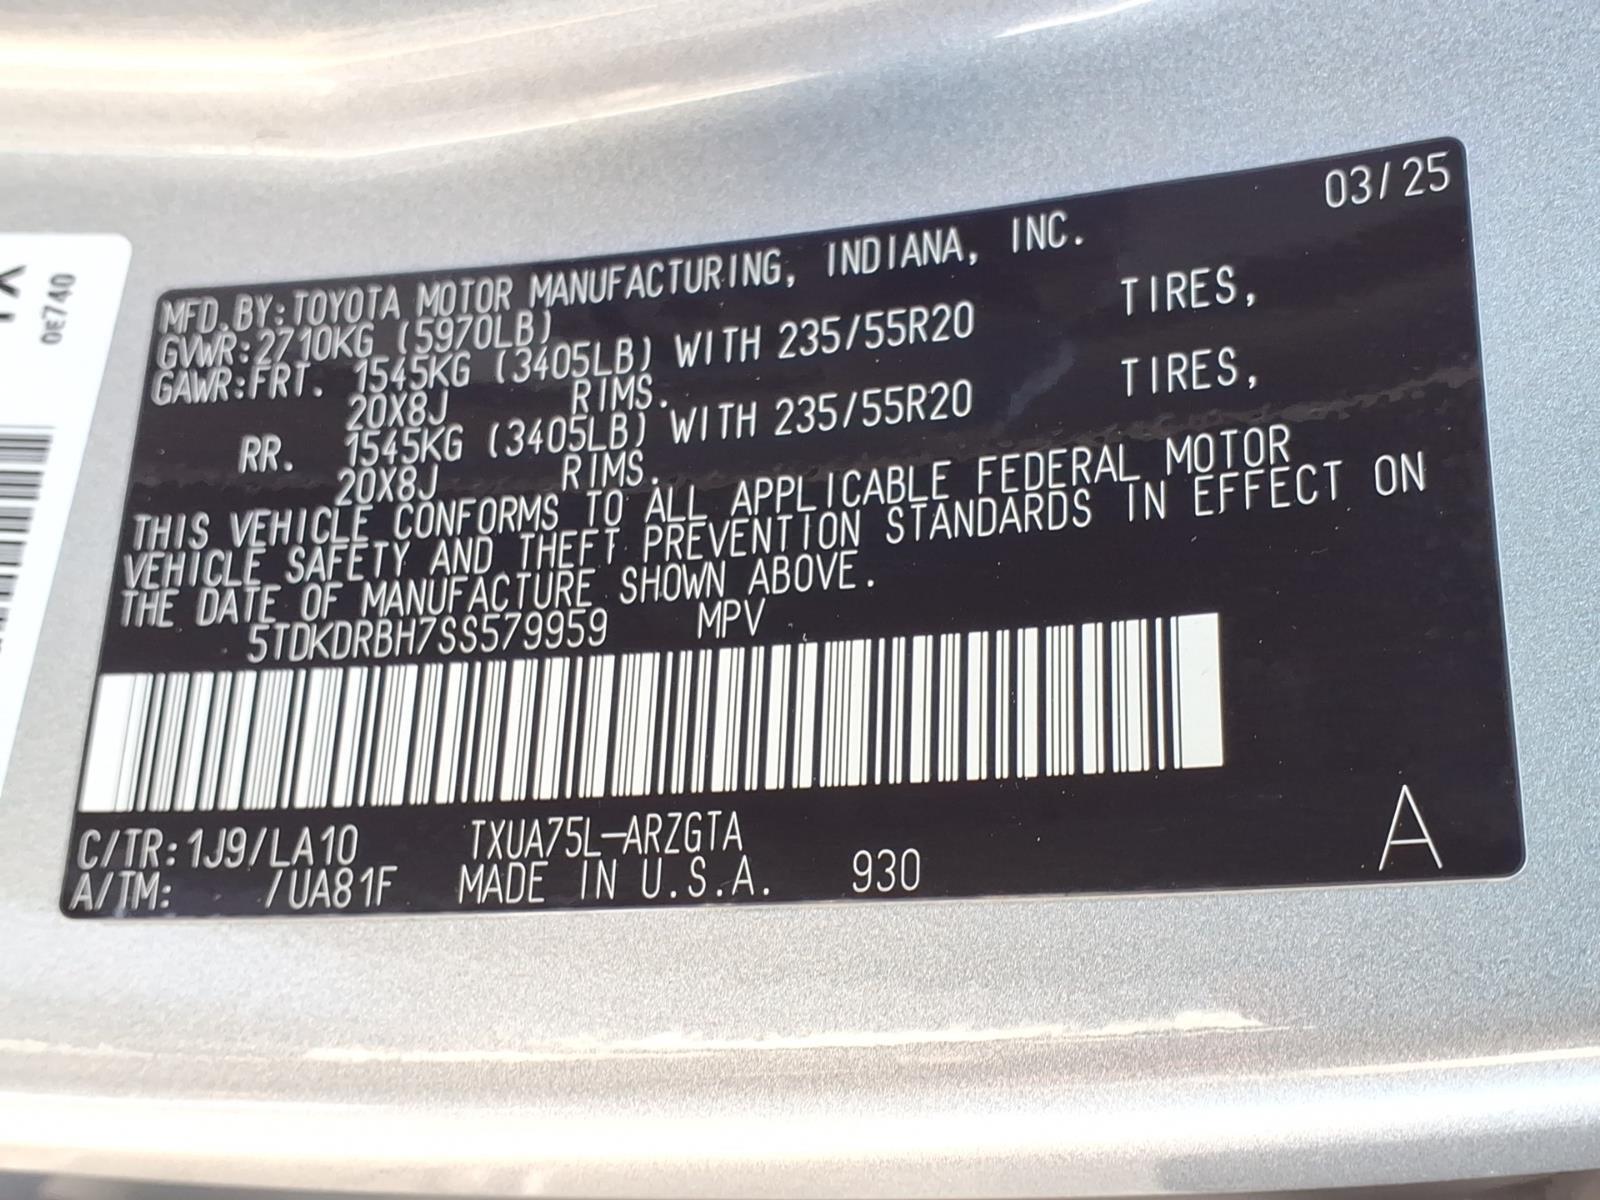 03/25
MFD.BY:TOYOTA MOTOR MANUFACTURING, INDIANA, INC.
GVWR:2710KG (5970LB)
GAWR:FRT. 1545KG (3405LB) WITH 235/55R20 TIRES,
20X8J RIMS.
RR. 1545KG (3405LB) WITH 235/55R20 TIRES,
20X8J RIMS.
THIS VEHICLE CONFORMS TO ALL APPLICABLE FEDERAL MOTOR
VEHICLE SAFETY AND THEFT PREVENTION STANDARDS IN EFFECT ON
THE DATE OF MANUFACTURE SHOWN ABOVE.
5TDKDRBH7SS579959 MPV
C/TR:1J9/LA10 TXUA75L-ARZGTA
A/TM: /UA81F MADE IN U.S.A. 930
A
0E740